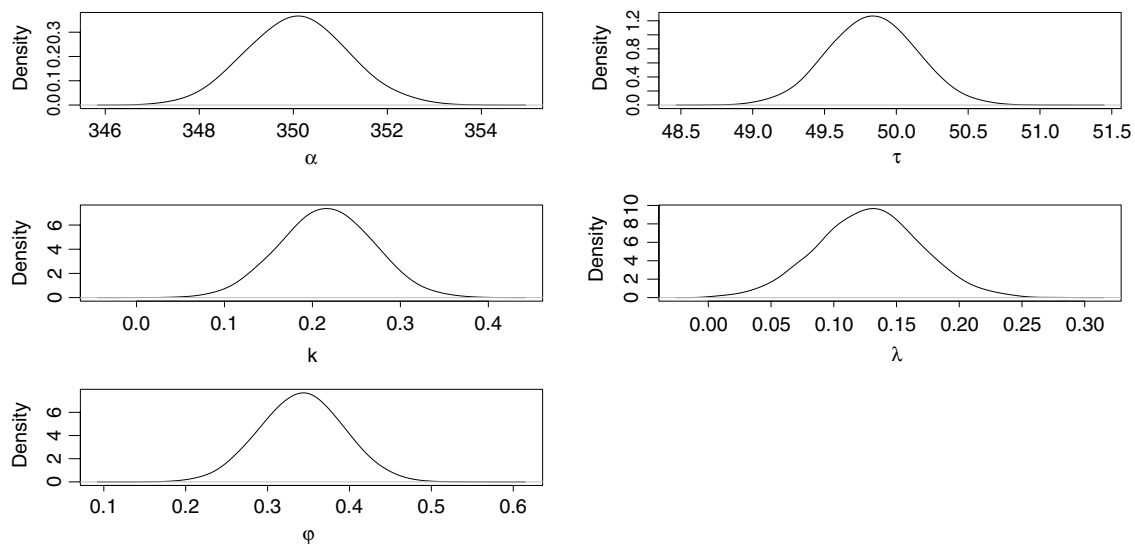 Density
0.0 0.1 0.2 0.3
346 348 350 352 354
α
Density
0.0 0.4 0.8 1.2
48.5 49.0 49.5 50.0 50.5 51.0 51.5
τ
Density
0 2 4 6
0.0 0.1 0.2 0.3 0.4
k
Density
0 2 4 6 8 10
0.00 0.05 0.10 0.15 0.20 0.25 0.30
λ
Density
0 2 4 6
0.1 0.2 0.3 0.4 0.5 0.6
φ